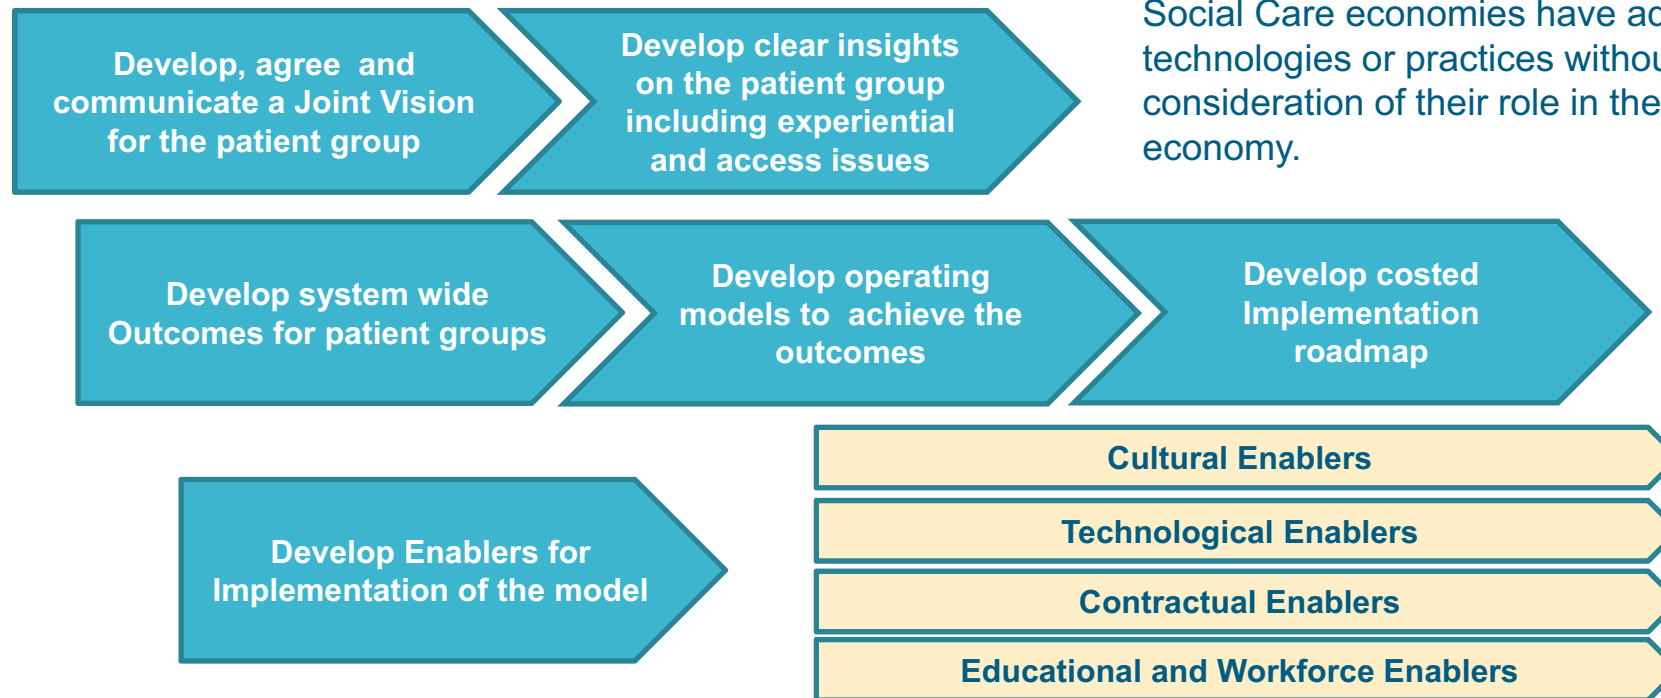 Develop, agree and
communicate a Joint Vision
for the patient group
Develop clear insights
on the patient group
including experiential
and access issues
Social Care economies have
technologies or practices
consideration of their role in the
economy.
Develop system wide
Outcomes for patient groups
Develop operating
models to achieve the
outcomes
Develop costed
Implementation
roadmap
Develop Enablers for
Implementation of the model
Cultural Enablers
Technological Enablers
Contractual Enablers
Educational and Workforce Enablers